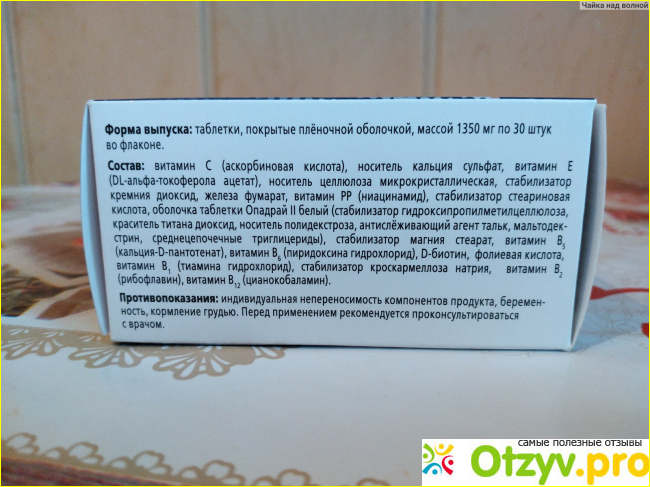 Чайка над волной
Форма выпуска: таблетки, покрытые плёночной оболочкой, массой 1350 мг по 30 штук
во флаконе.
Состав: витамин С (аскорбиновая кислота), носитель кальция сульфат, витамин Е
(DL-альфа-токоферола ацетат), носитель целлюлоза микрокристаллическая, стабилизатор
кремния диоксид, железа фумарат, витамин РР (ниацинамид), стабилизатор стеариновая
кислота, оболочка таблетки Опадрай II белый (стабилизатор гидроксипропилметилцеллюлоза,
краситель титана диоксид, носитель полидекстроза, антислёживающий агент тальк, мальтодек-
стрин, среднецепочечные триглицериды), стабилизатор магния стеарат, витамин B5
(кальция-D-пантотенат), витамин B6 (пиридоксина гидрохлорид), D-биотин, фолиевая кислота,
витамин B1 (тиамина гидрохлорид), стабилизатор кроскармеллоза натрия, витамин B2
(рибофлавин), витамин B12 (цианокобаламин).
Противопоказания: индивидуальная непереносимость компонентов продукта, беремен-
ность, кормление грудью. Перед применением рекомендуется проконсультироваться
с врачом.
самые полезные отзывы
Otzyv.pro